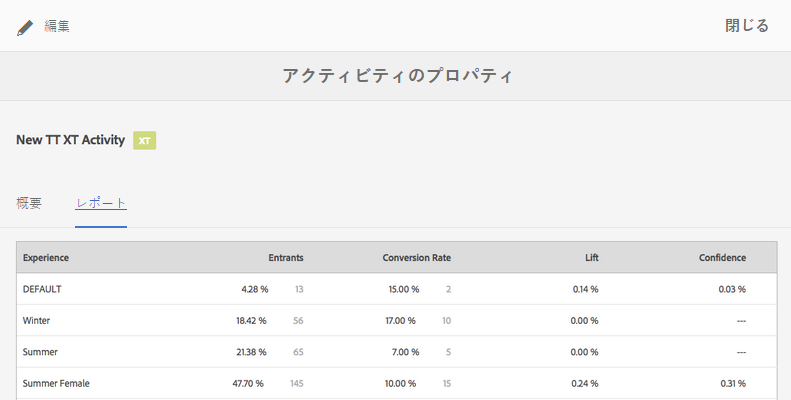 編集
閉じる
アクティビティのプロパティ
New TT XT Activity XT
概要 レポート
Experience Entrants Conversion Rate Lift Confidence
DEFAULT 4.28 % 13 15.00 % 2 0.14 % 0.03 %
Winter 18.42 % 56 17.00 % 10 0.00 % ---
Summer 21.38 % 65 7.00 % 5 0.00 % ---
Summer Female 47.70 % 145 10.00 % 15 0.24 % 0.31 %